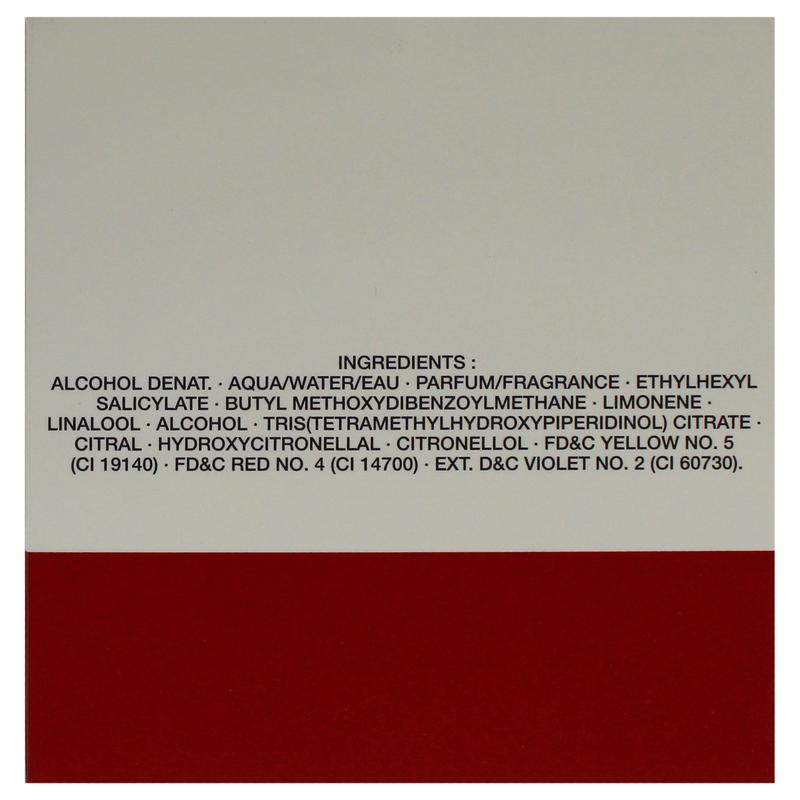 INGREDIENTS :
ALCOHOL DENAT. · AQUA/WATER/EAU · PARFUM/FRAGRANCE · ETHYLHEXYL
SALICYLATE · BUTYL METHOXYDIBENZOYLMETHANE · LIMONENE ·
LINALOOL · ALCOHOL · TRIS(TETRAMETHYLHYDROXYPIPERIDINOL) CITRATE ·
CITRAL · HYDROXYCITRONELLAL · CITRONELLOL · FD&C YELLOW NO. 5
(CI 19140) · FD&C RED NO. 4 (CI 14700) · EXT. D&C VIOLET NO. 2 (CI 60730).